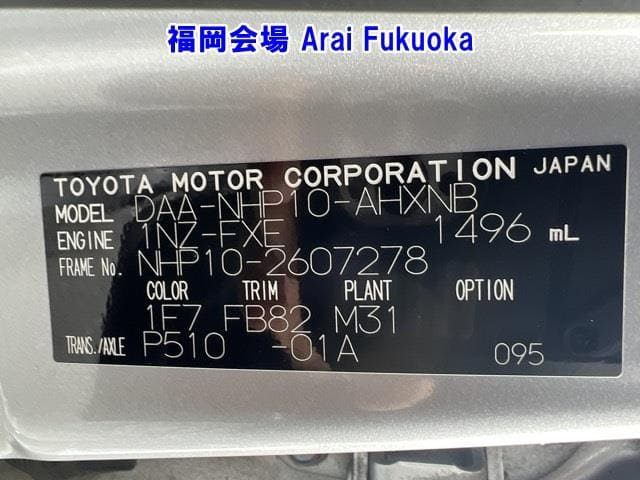 福岡会場 Arai Fukuoka
TOYOTA MOTOR CORPORATION JAPAN
MODEL DAA-NHP10-AHXNB
ENGINE 1NZ-FXE 1496 mL
FRAME No. NHP10-2607278
COLOR TRIM PLANT OPTION
1F7 FB82 M31
TRANS./AXLE P510 -01A 095